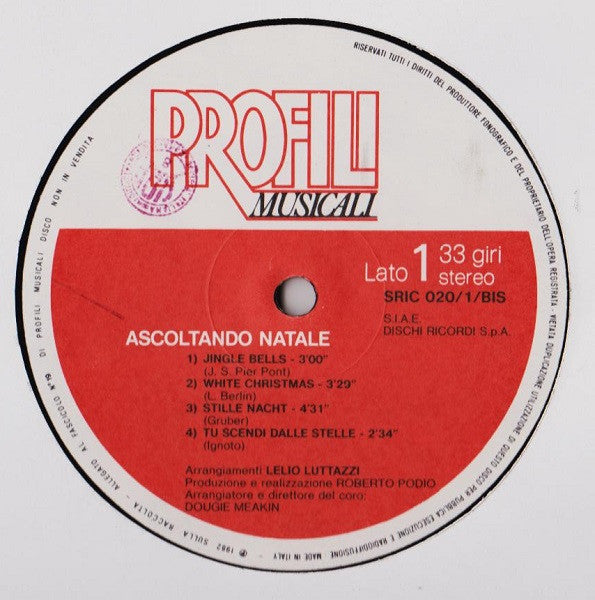 PROFILI
MUSICALI
Lato 1 33 giri
stereo
SRIC 020/1/BIS
S.I.A.E.
DISCHI RICORDI S.p.A.
ASCOLTANDO NATALE
1) JINGLE BELLS - 3'00"
(J. S. Pier Pont)
2) WHITE CHRISTMAS - 3'29"
(L. Berlin)
3) STILLE NACHT - 4'31"
(Gruber)
4) TU SCENDI DALLE STELLE - 2'34"
(Ignoto)
Arrangiamenti LELIO LUTTAZZI
Produzione e realizzazione ROBERTO PODIO
Arrangiatore e direttore del coro:
DOUGIE MEAKIN
RISERVATI TUTTI I DIRITTI DEL PRODUTTORE FONOGRAFICO E DEL PROPRIETARIO DELL'OPERA REGISTRATA - VIETATA DUPLICAZIONE UTILIZZAZIONE DI QUESTO DISCO PER PUBBLICA ESECUZIONE E RADIODIFFUSIONE
MADE IN ITALY
℗ 1982 SULLA RACCOLTA - ALLEGATO AL FASCICOLO N° 19 DI PROFILI MUSICALI DISCO NON IN VENDITA